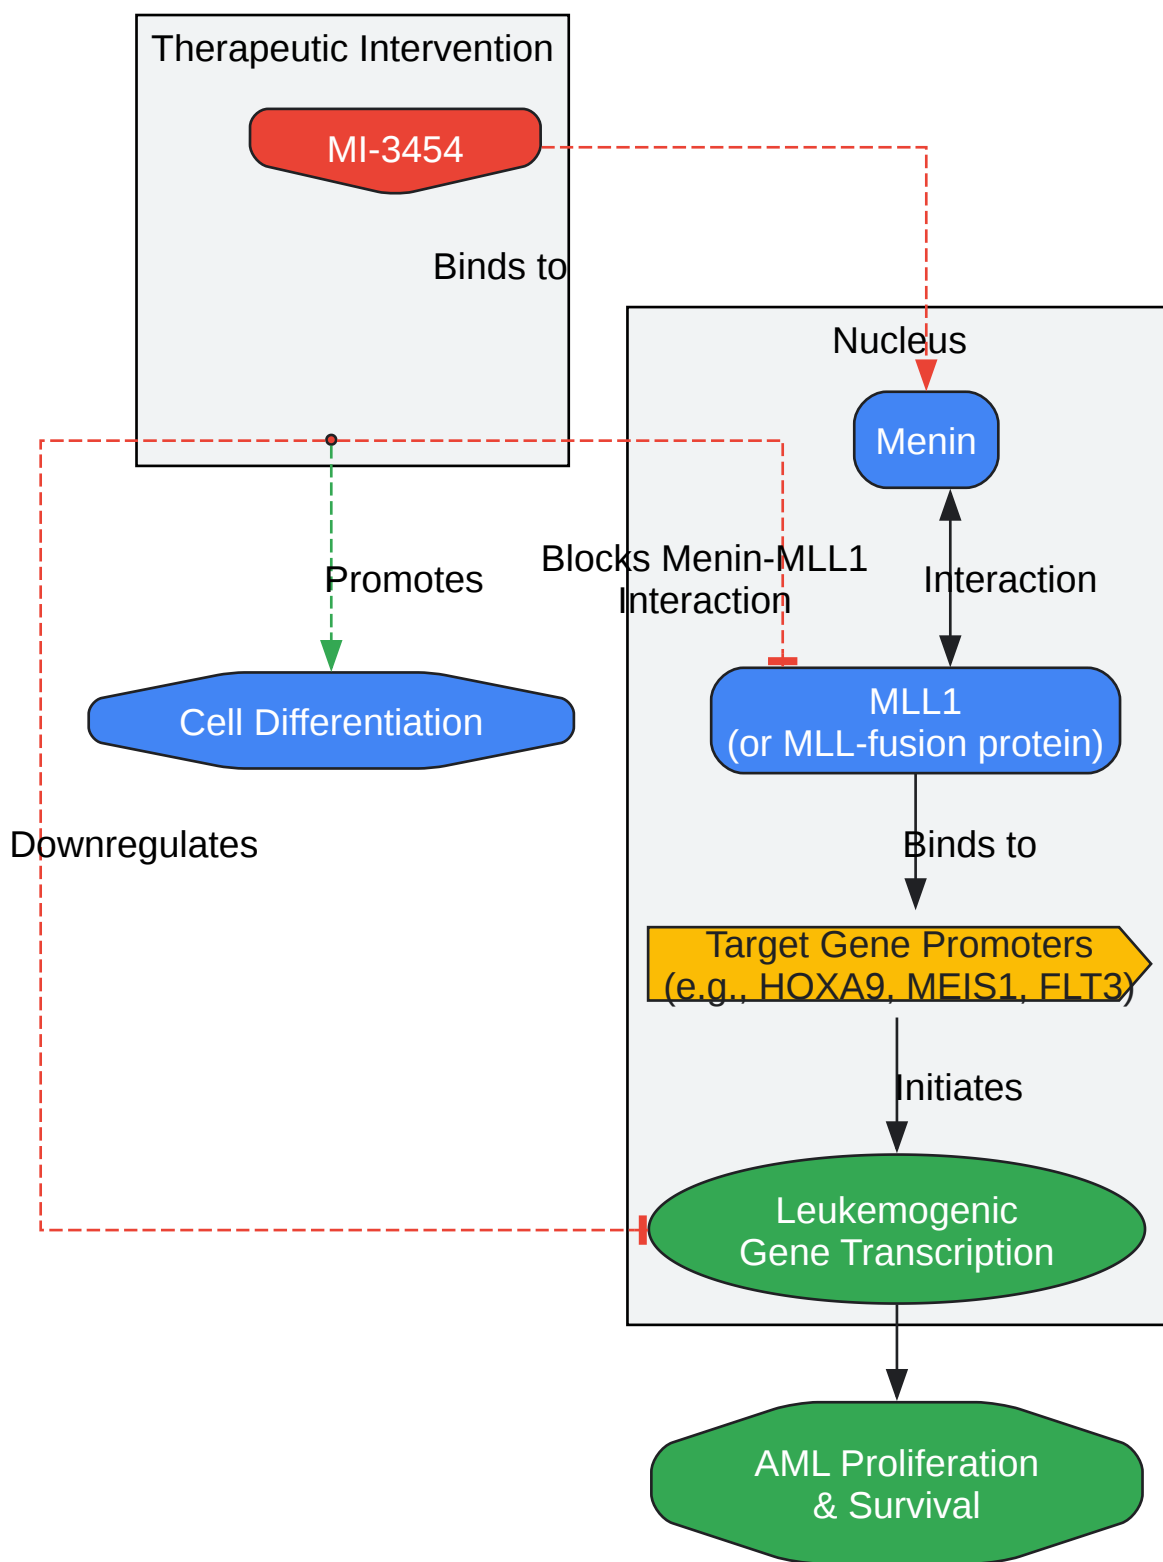 Therapeutic Intervention
MI-3454
Binds to
Nucleus
Menin
Blocks Menin-MLL1
Interaction
Interaction
Promotes
MLL1
(or MLL-fusion protein)
Cell Differentiation
Downregulates
Binds to
Target Gene Promoters
(e.g., HOXA9, MEIS1, FLT3)
Initiates
Leukemogenic
Gene Transcription
AML Proliferation
& Survival